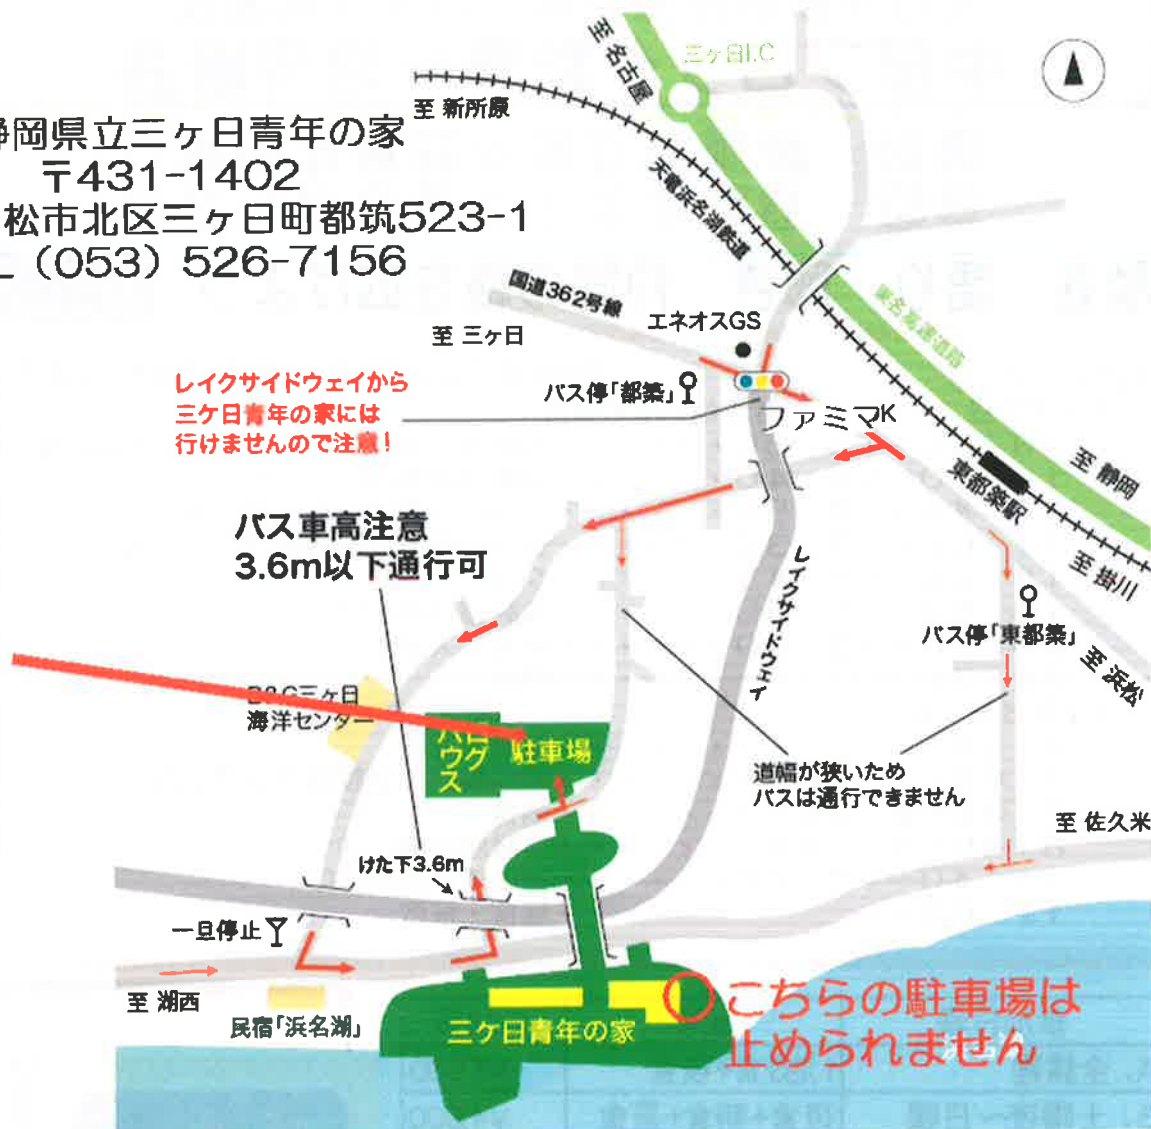 至 名古屋
三ヶ日I.C
至 新所原
静岡県立三ヶ日青年の家
〒431-1402
松市北区三ヶ日町都筑523-1
(053) 526-7156
天竜浜名湖鉄道
国道362号線
エネオスGS
東名高速道路
至 三ヶ日
レイクサイドウェイから
三ケ日青年の家には
行けませんので注意!
バス停「都築」
ファミマK
東都築駅
至 静岡
至 掛川
バス車高注意
3.6m以下通行可
レイクサイドウェイ
バス停「東都築」
至 浜松
B&G三ヶ日
海洋センター
ログ
ハウス
駐車場
道幅が狭いため
バスは通行できません
至 佐久米
けた下3.6m
一旦停止
至 湖西
民宿「浜名湖」
三ケ日青年の家
こちらの駐車場は
止められません